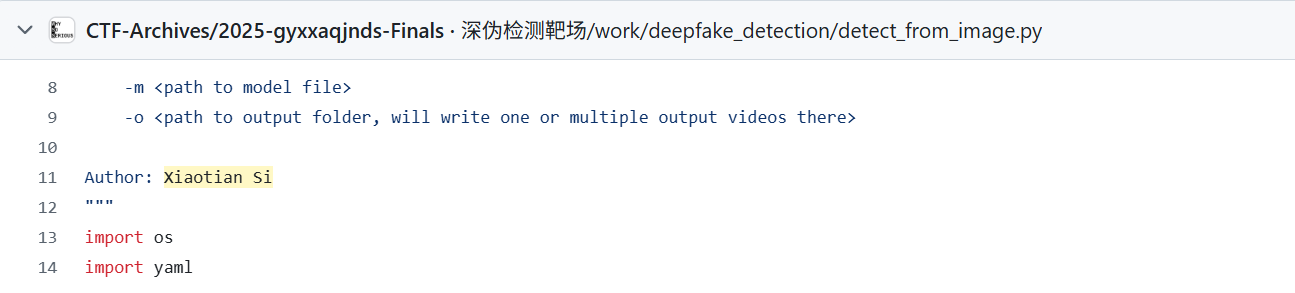 CTF-Archives/2025-gyxxaqjnds-Finals · 深伪检测靶场/work/deepfake_detection/detect_from_image.py
8 -m <path to model file>
9 -o <path to output folder, will write one or multiple output videos there>
10
11 Author: Xiaotian Si
12 """
13 import os
14 import yaml